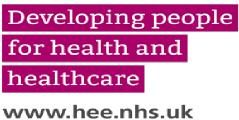 Developing people
for health and
healthcare
www.hee.nhs.uk